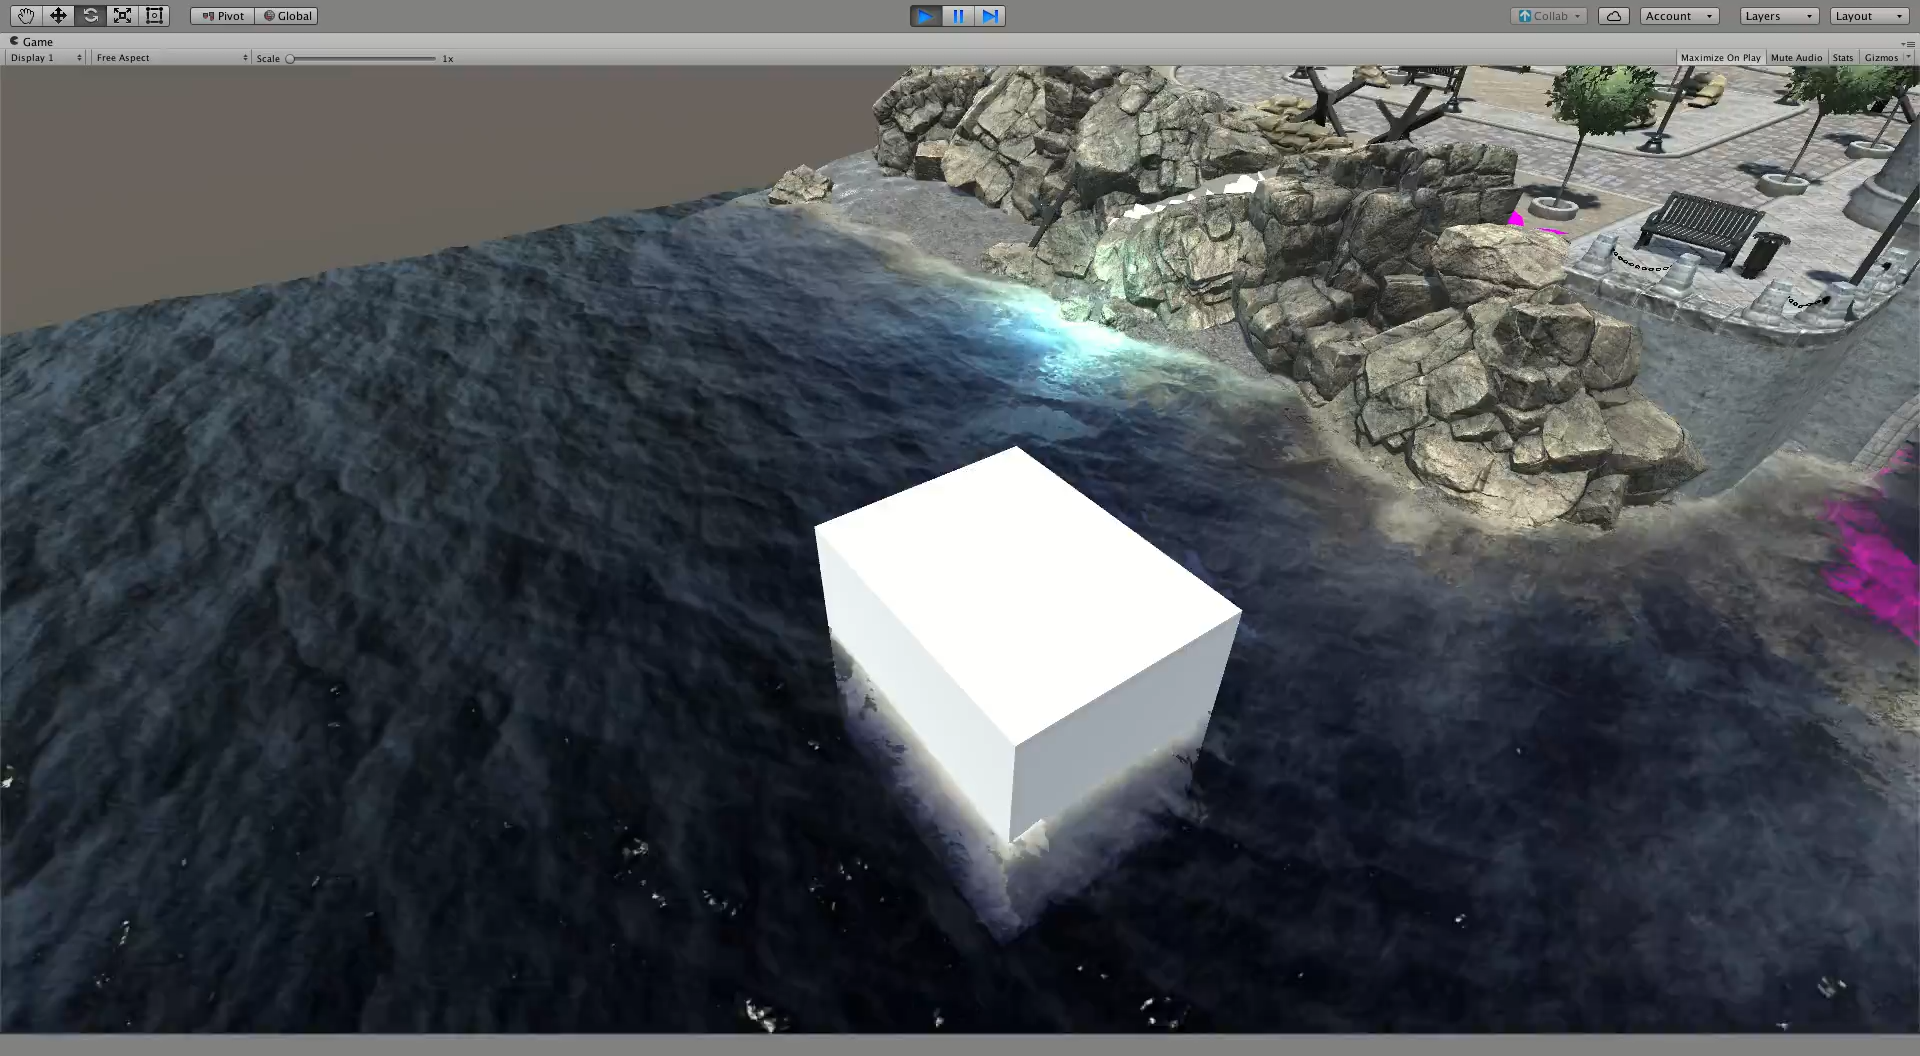 Pivot Global Collab Account Layers Layout
Game
Display 1 Free Aspect Scale 1x Maximize On Play Mute Audio Stats Gizmos